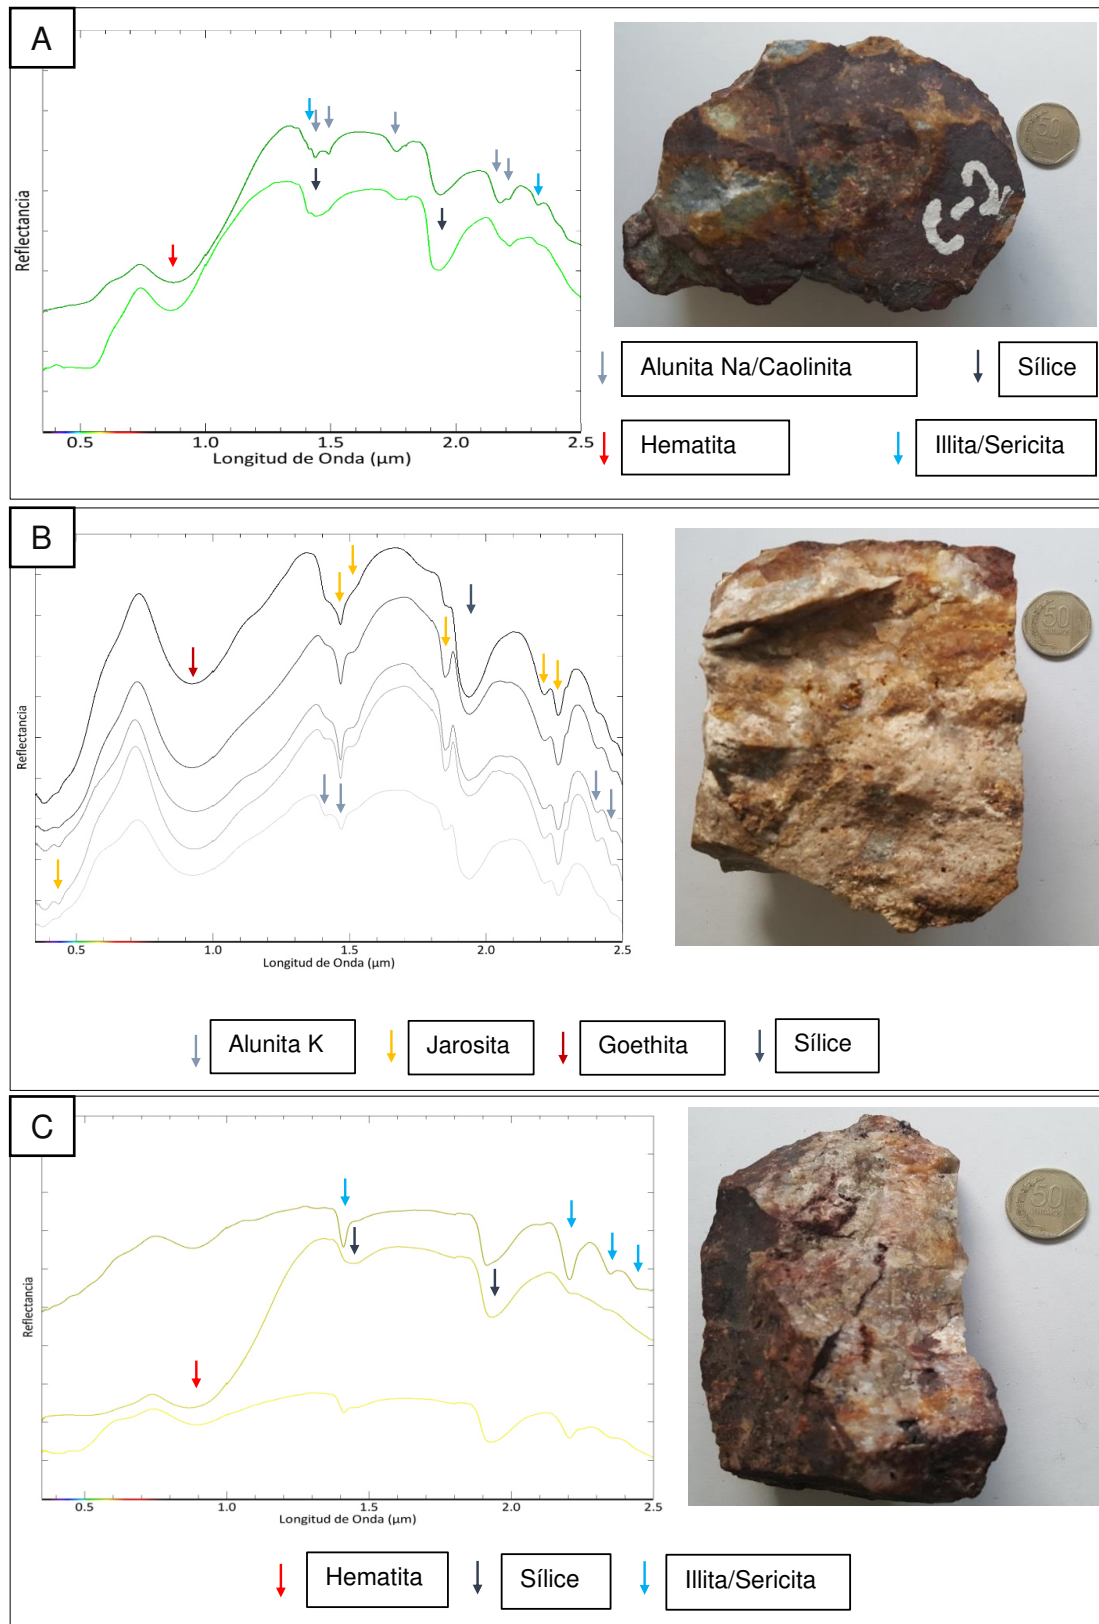 A
Reflectancia
0.5 1.0 1.5 2.0 2.5
Longitud de Onda (µm)
C-2
50
Alunita Na/Caolinita
Sílice
Hematita
Illita/Sericita
B
Reflectancia
0.5 1.0 1.5 2.0 2.5
Longitud de Onda (µm)
50
Alunita K
Jarosita
Goethita
Sílice
C
Reflectancia
0.5 1.0 1.5 2.0 2.5
Longitud de Onda (µm)
50
Hematita
Sílice
Illita/Sericita